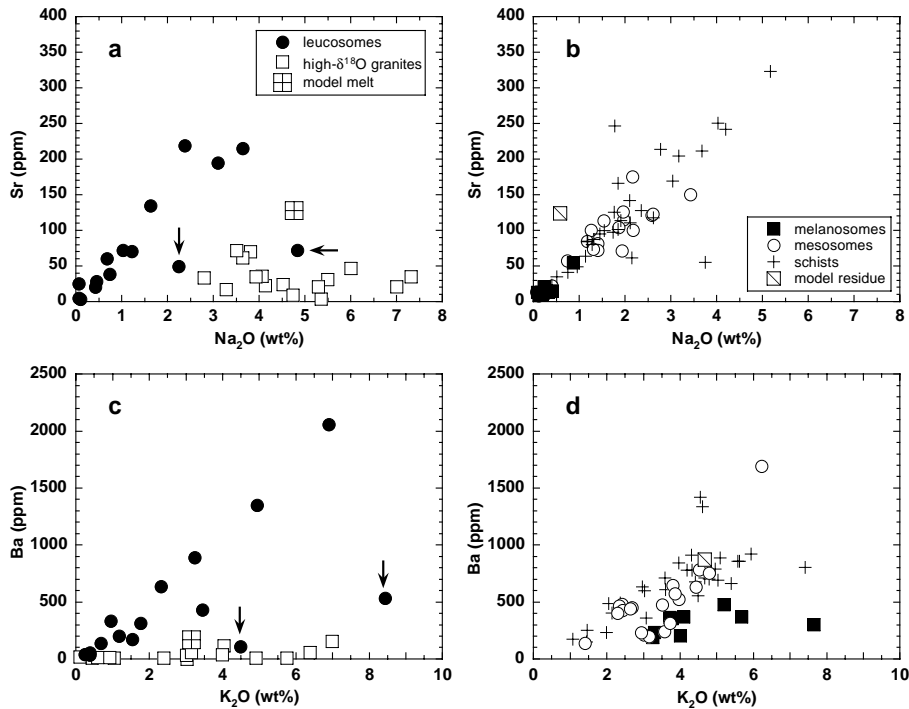 a
400
350
300
250
200
150
100
50
0
Sr (ppm)
0 1 2 3 4 5 6 7 8
Na₂O (wt%)
leucosomes
high-δ¹⁸O granites
model melt
b
400
350
300
250
200
150
100
50
0
Sr (ppm)
0 1 2 3 4 5 6 7 8
Na₂O (wt%)
melanosomes
mesosomes
schists
model residue
c
2500
2000
1500
1000
500
0
Ba (ppm)
0 2 4 6 8 10
K₂O (wt%)
d
2500
2000
1500
1000
500
0
Ba (ppm)
0 2 4 6 8 10
K₂O (wt%)